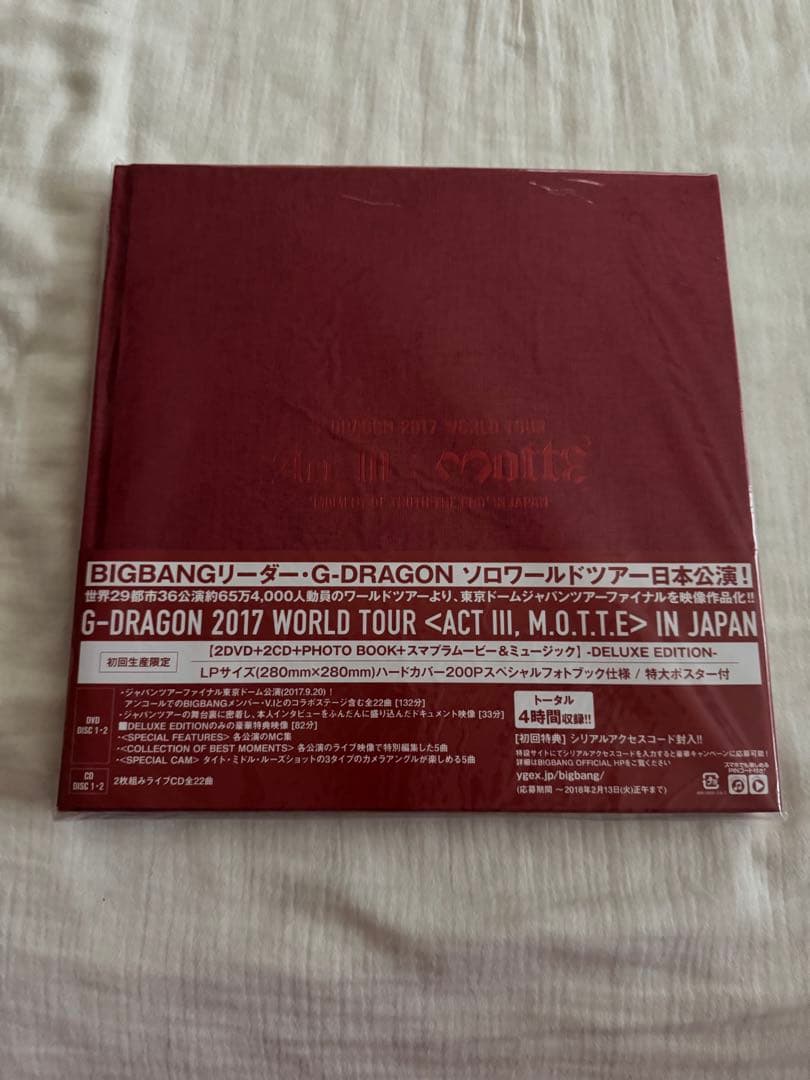 G-DRAGON 2017 WORLD TOUR
Act III : MOTTE
'MOMENT OF TRUTH THE END' IN JAPAN
BIGBANGリーダー・G-DRAGON ソロワールドツアー日本公演!
世界29都市36公演約65万4,000人動員のワールドツアーより、東京ドームジャパンツアーファイナルを映像作品化!!
G-DRAGON 2017 WORLD TOUR <ACT III, M.O.T.T.E> IN JAPAN
初回生産限定
【2DVD+2CD+PHOTO BOOK+スマプラムービー&ミュージック】-DELUXE EDITION-
LPサイズ(280mm×280mm)ハードカバー200Pスペシャルフォトブック仕様 / 特大ポスター付
DVD DISC 1・2
・ジャパンツアーファイナル東京ドーム公演(2017.9.20)!
アンコールでのBIGBANGメンバー・V.Iとのコラボステージ含む全22曲 [132分]
・ジャパンツアーの舞台裏に密着し、本人インタビューをふんだんに盛り込んだドキュメント映像 [33分]
■DELUXE EDITIONのみの豪華特典映像 [82分]
・<SPECIAL FEATURES> 各公演のMC集
・<COLLECTION OF BEST MOMENTS> 各公演のライブ映像で特別編集した5曲
・<SPECIAL CAM> タイト・ミドル・ルーズショットの3タイプのカメラアングルが楽しめる5曲
CD DISC 1・2
2枚組みライブCD全22曲
トータル
4時間収録!!
[初回特典] シリアルアクセスコード封入!!
特設サイトにてシリアルアクセスコードを入力すると豪華キャンペーンに応募可能!
詳細はBIGBANG OFFICIAL HPをご覧ください
ygex.jp/bigbang/
(応募期間 ～2018年2月13日(火)正午まで)
スマホでも楽しめる
PINコード付き!